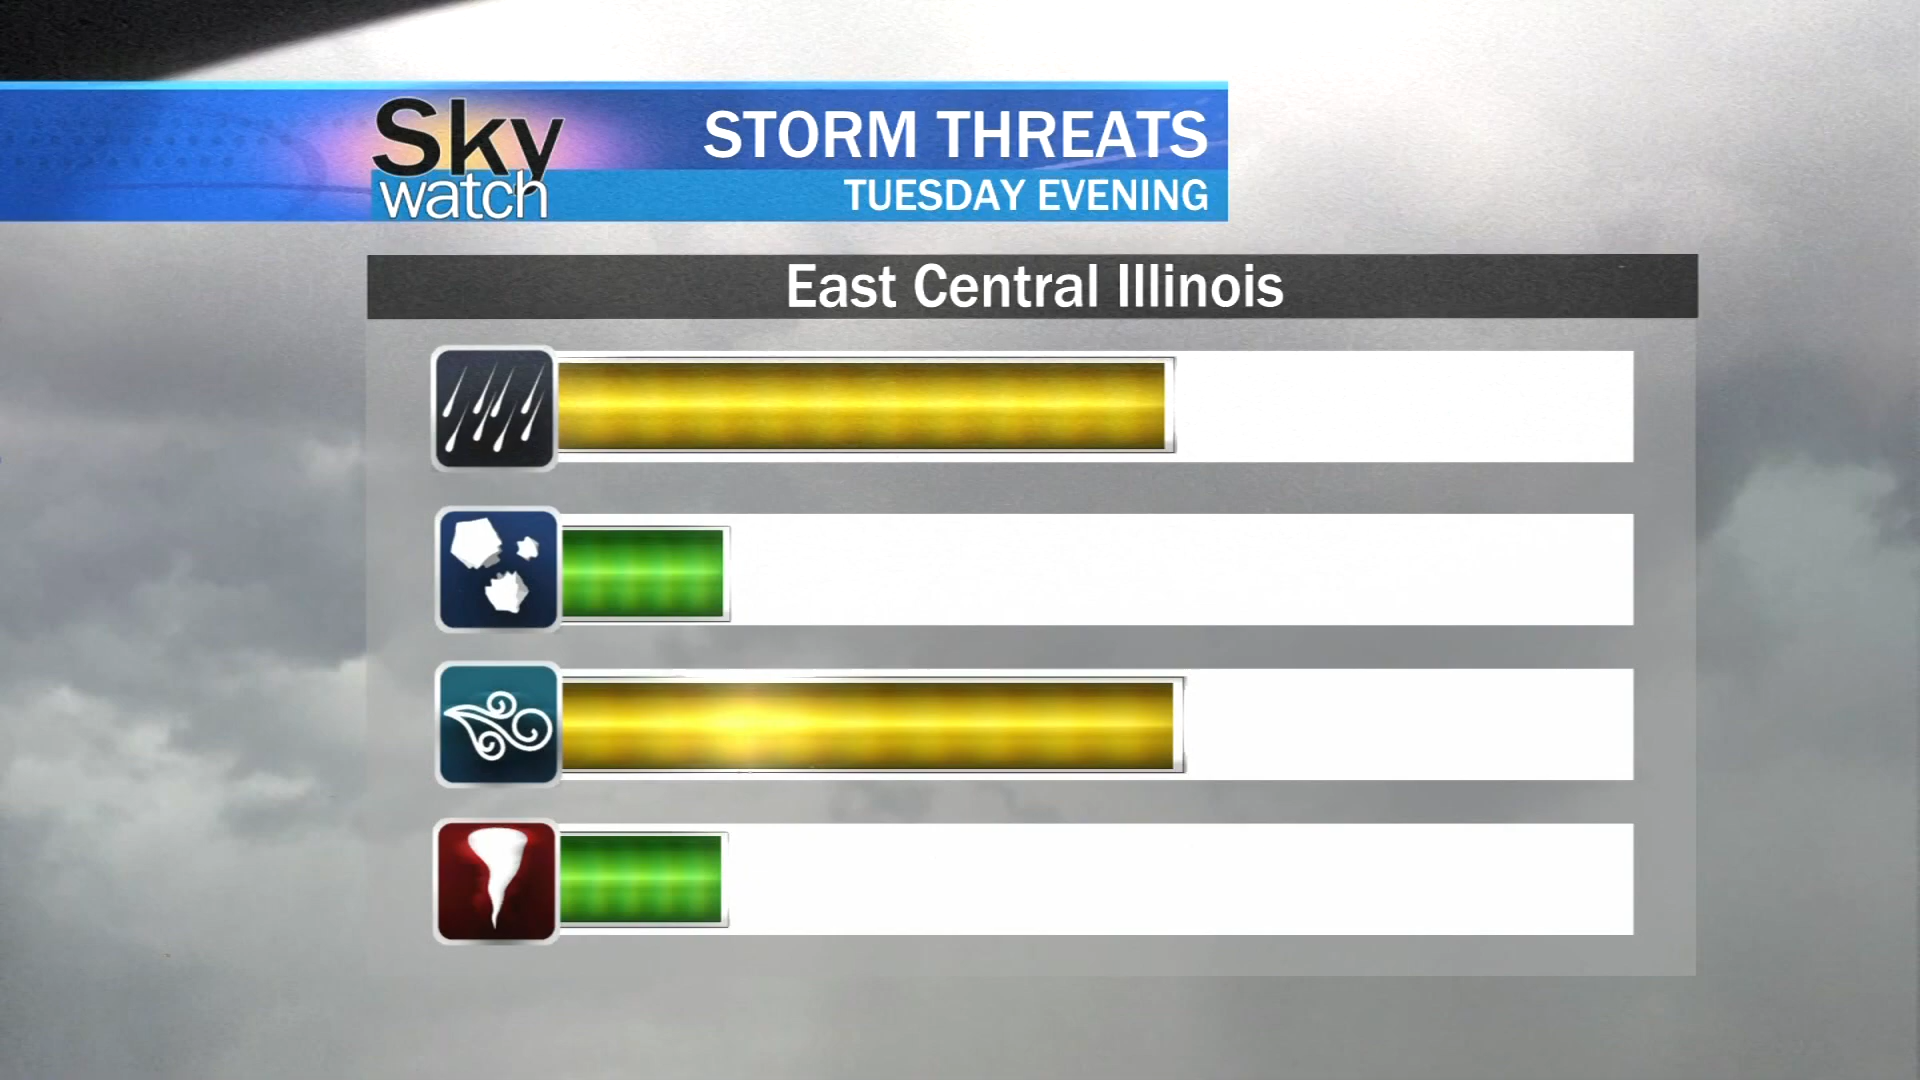 Sky
watch
STORM THREATS
TUESDAY EVENING
East Central Illinois